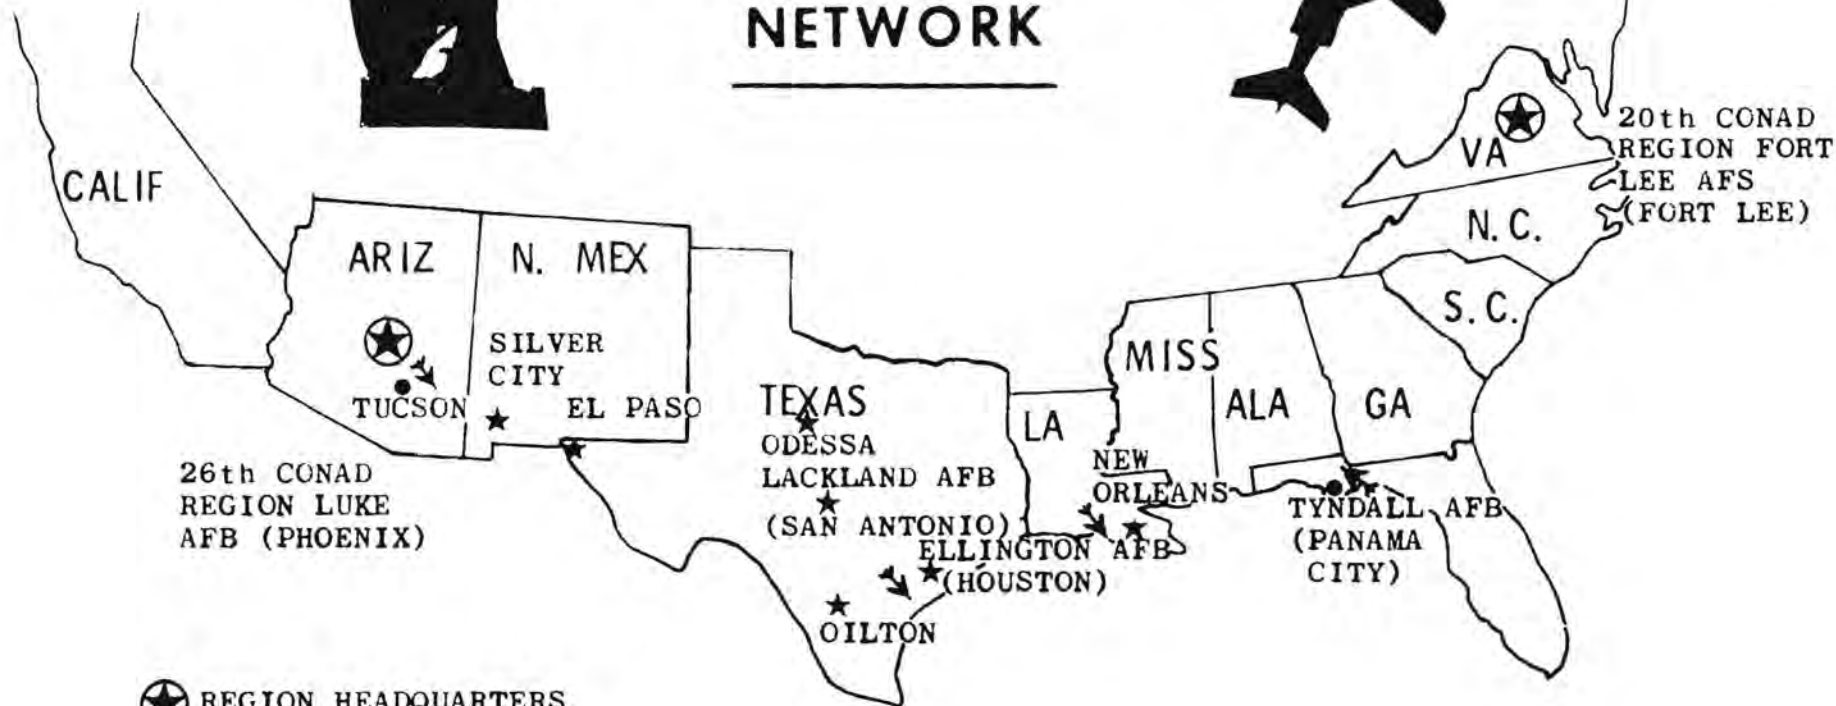 NETWORK
CALIF
ARIZ
N. MEX
SILVER
CITY
TUCSON
EL PASO
26th CONAD
REGION LUKE
AFB (PHOENIX)
TEXAS
ODESSA
LACKLAND AFB
(SAN ANTONIO)
ELLINGTON AFB
(HOUSTON)
OILTON
LA
NEW
ORLEANS
MISS
ALA
GA
TYNDALL AFB
(PANAMA
CITY)
S.C.
N.C.
VA
20th CONAD
REGION FORT
LEE AFS
(FORT LEE)
REGION HEADQUARTERS